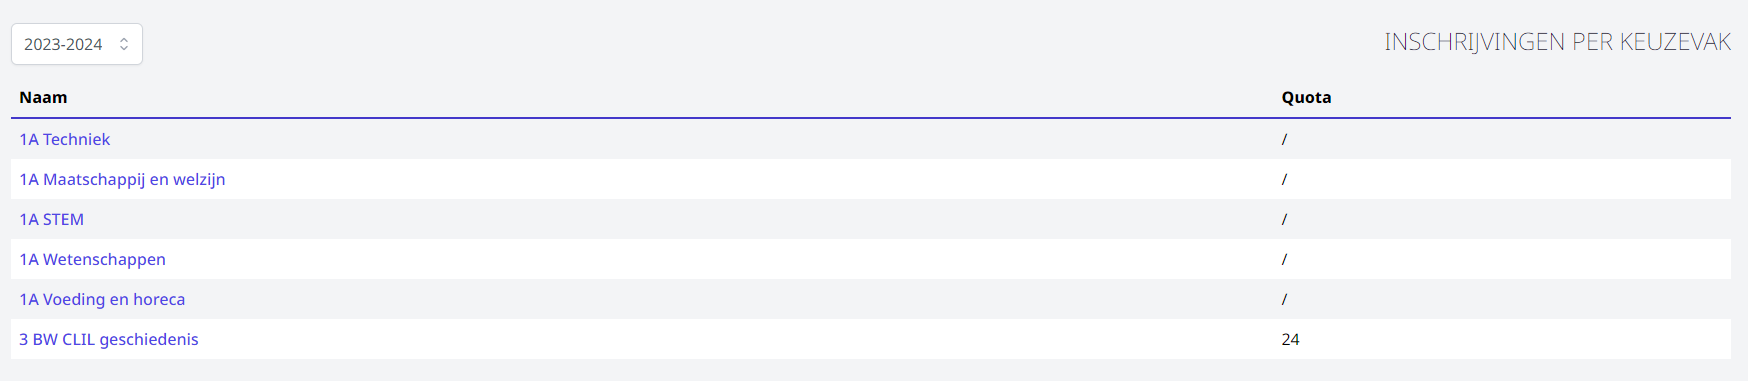 2023-2024
INSCHRIJVINGEN PER KEUZEVAK
Naam Quota
1A Techniek /
1A Maatschappij en welzijn /
1A STEM /
1A Wetenschappen /
1A Voeding en horeca /
3 BW CLIL geschiedenis 24